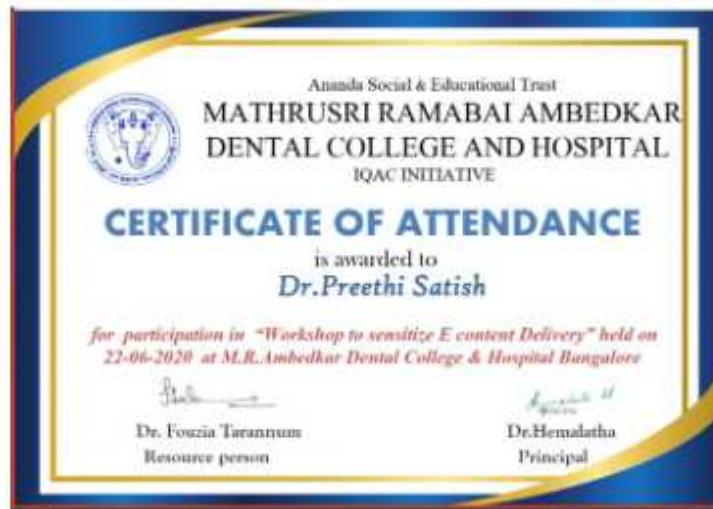 Ananda Social & Educational Trust
MATHRUSRI RAMABAI AMBEDKAR
DENTAL COLLEGE AND HOSPITAL
IQAC INITIATIVE
CERTIFICATE OF ATTENDANCE
is awarded to
Dr.Preethi Satish
for participation in "Workshop to sensitize E content Delivery" held on
22-06-2020 at M.R.Ambedkar Dental College & Hospital Bangalore
Dr. Fouzia Tarannum
Dr.Hemalatha
Resource person
Principal